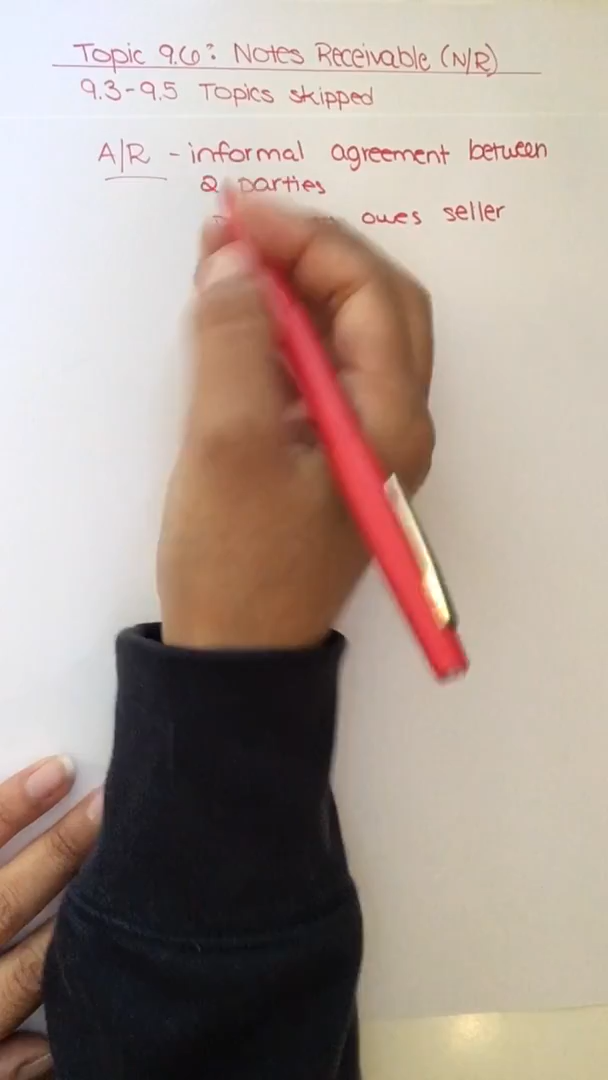 Topic 9.6: Notes Receivable (N/R)
9.3-9.5 Topics skipped
A/R - informal agreement between
2 parties
owes seller